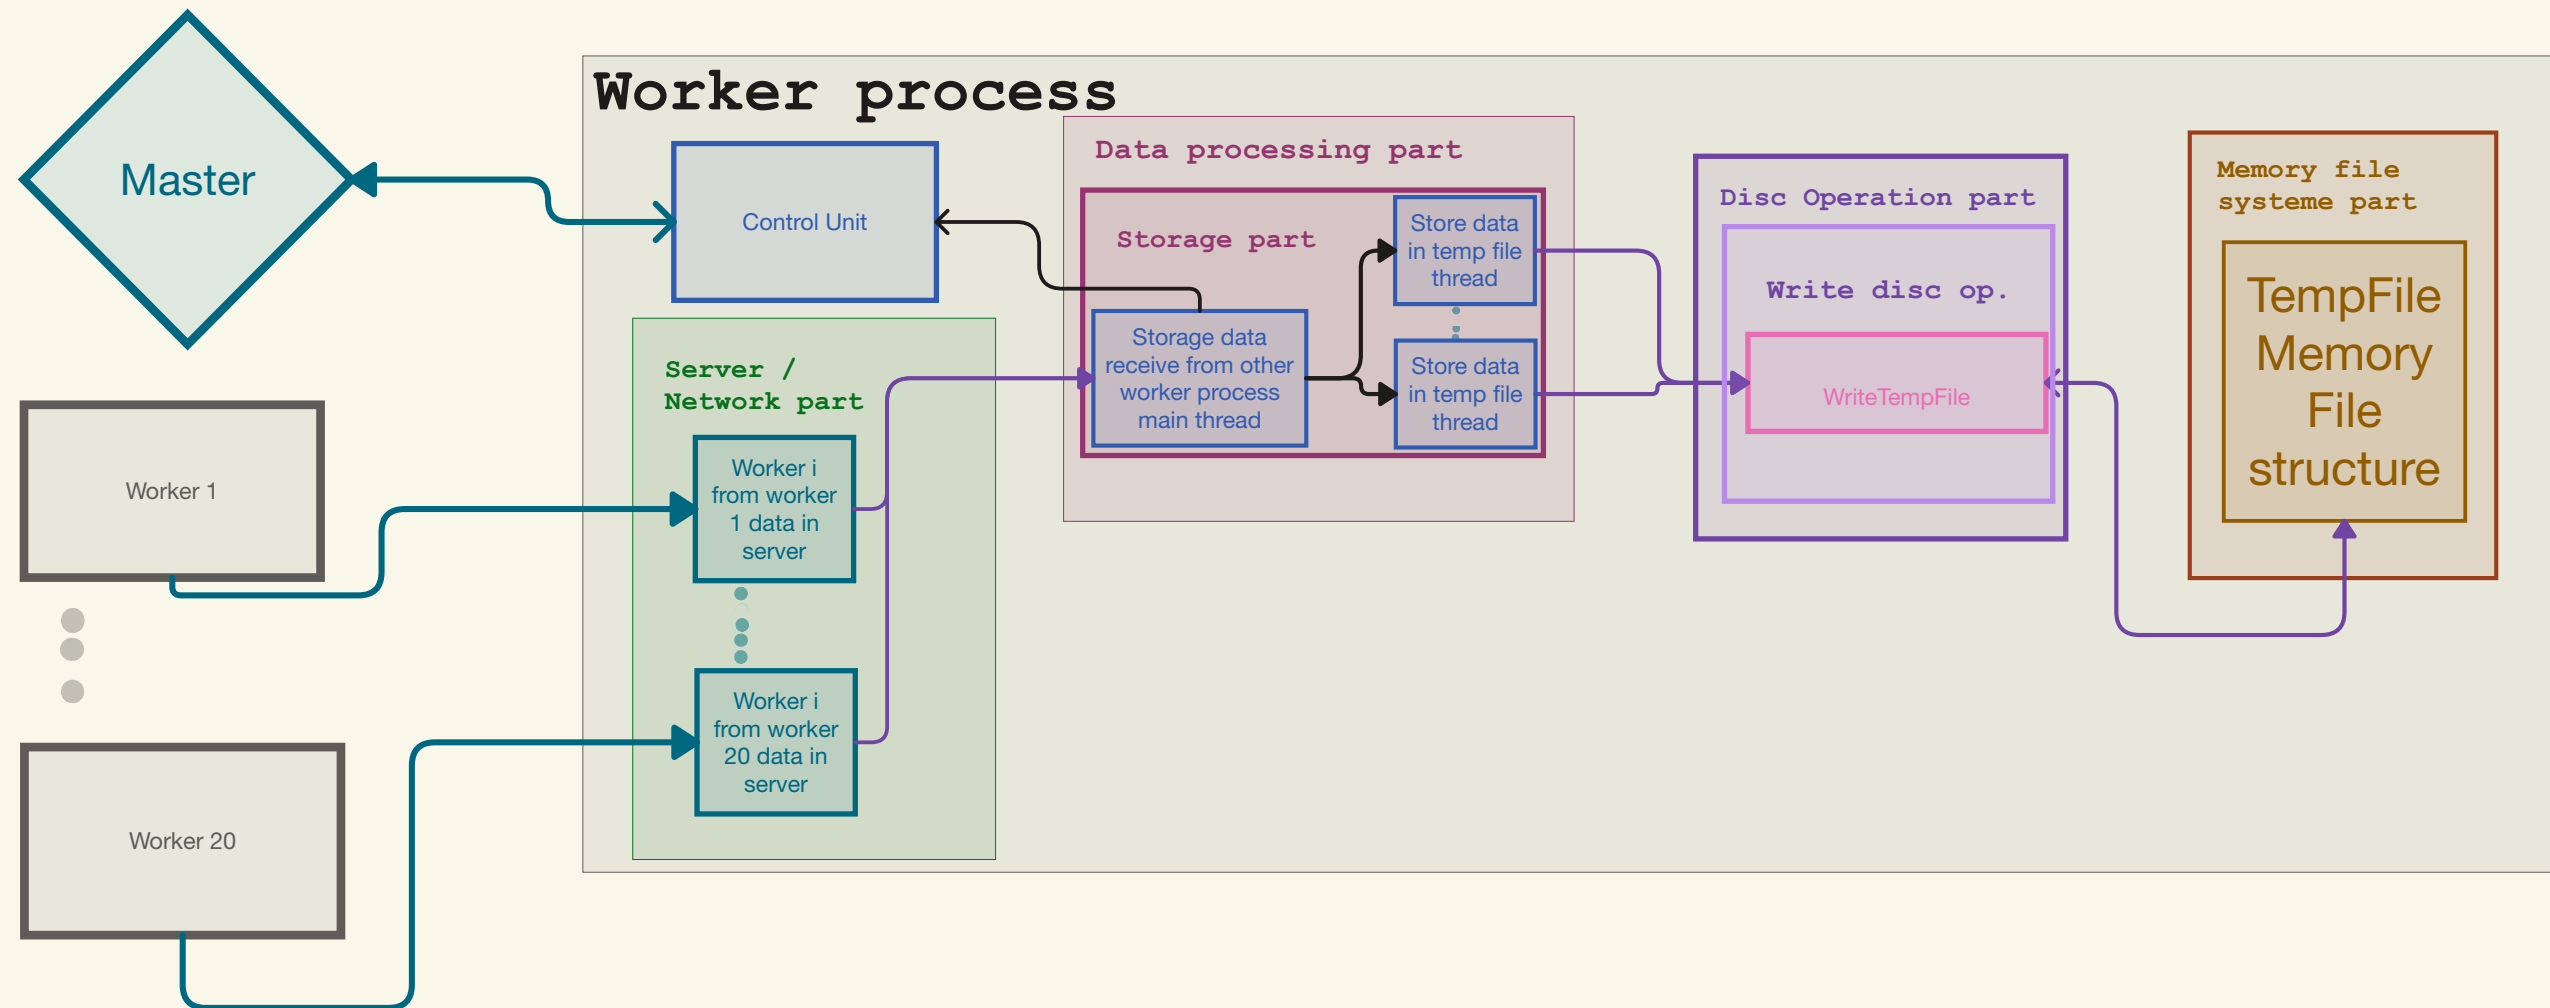 Worker process
Master
Control Unit
Data processing part
Storage part
Store data
in temp file
thread
Storage data
receive from other
worker process
main thread
Store data
in temp file
thread
Disc Operation part
Write disc op.
WriteTempFile
Memory file
systeme part
TempFile
Memory
File
structure
Server /
Network part
Worker i
from worker
1 data in
server
Worker i
from worker
20 data in
server
Worker 1
Worker 20